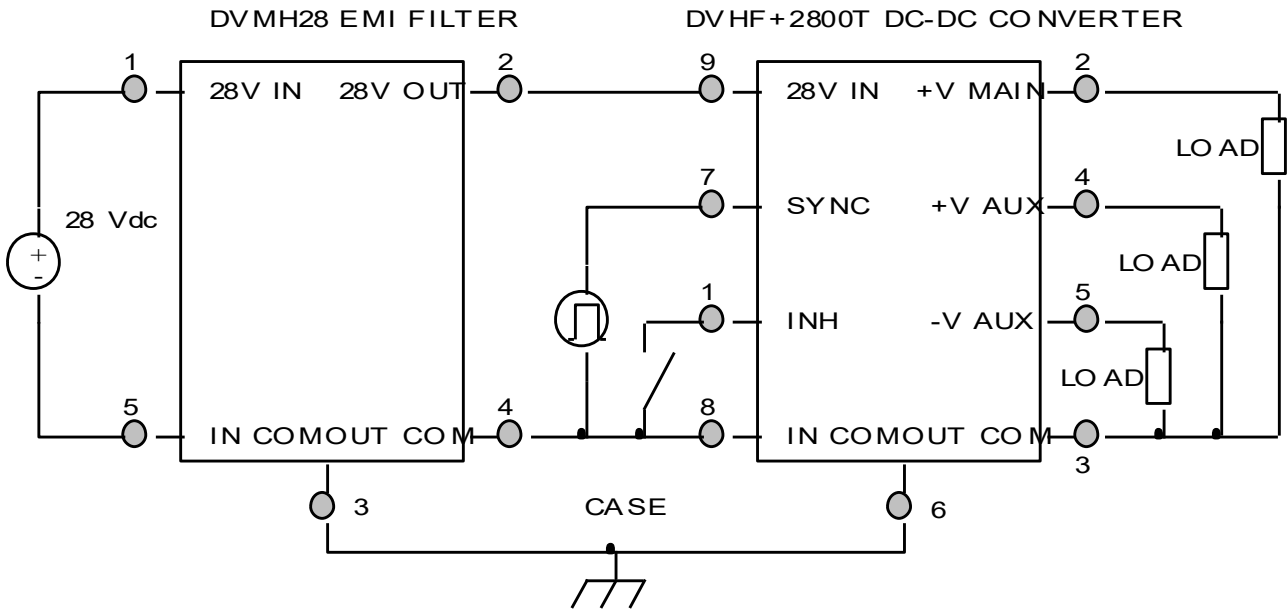 DVMH28 EMI FILTER
DVHF+2800T DC-DC CONVERTER
1
2
9
2
28V IN 28V OUT
28V IN +V MAIN
LOAD
7
4
SYNC +V AUX
28 Vdc
+
-
LOAD
1
5
INH -V AUX
LOAD
5
4
8
IN COM OUT COM
IN COM OUT COM
3
3
CASE
6